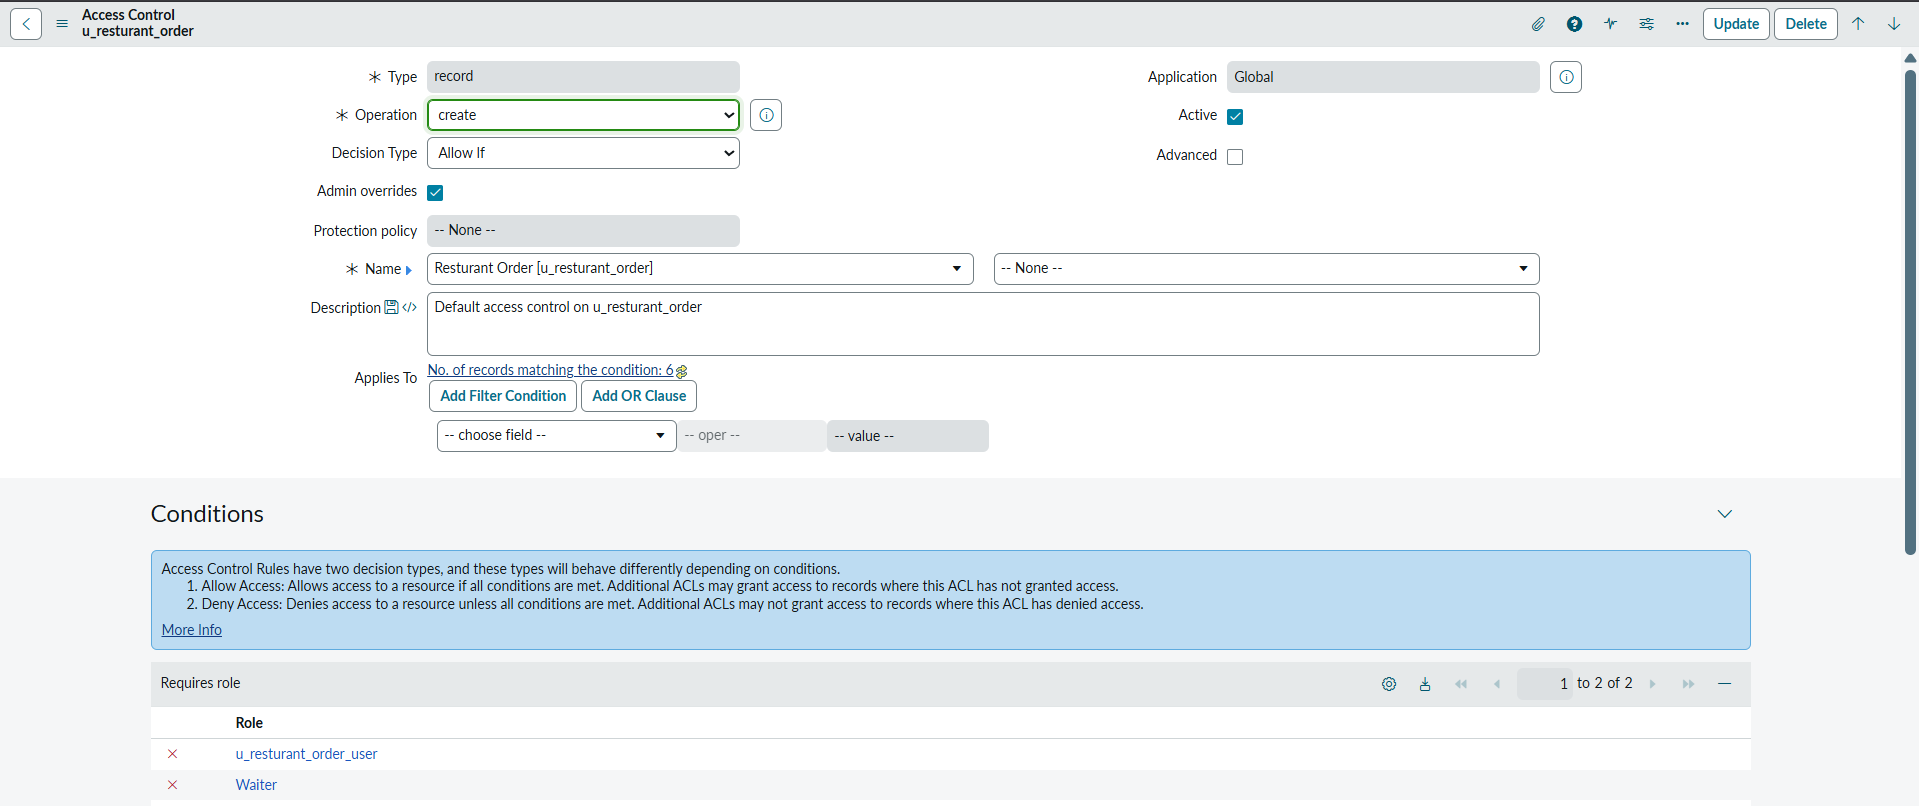 Access Control
u_resturant_order
Update
Delete
Type
record
Application
Global
Operation
create
Active
Decision Type
Allow If
Advanced
Admin overrides
Protection policy
-- None --
Name
Resturant Order [u_resturant_order]
-- None --
Description
Default access control on u_resturant_order
Applies To
No. of records matching the condition: 6
Add Filter Condition
Add OR Clause
-- choose field --
-- oper --
-- value --
Conditions
Access Control Rules have two decision types, and these types will behave differently depending on conditions.
1. Allow Access: Allows access to a resource if all conditions are met. Additional ACLs may grant access to records where this ACL has not granted access.
2. Deny Access: Denies access to a resource unless all conditions are met. Additional ACLs may not grant access to records where this ACL has denied access.
More Info
Requires role
1 to 2 of 2
Role
u_resturant_order_user
Waiter